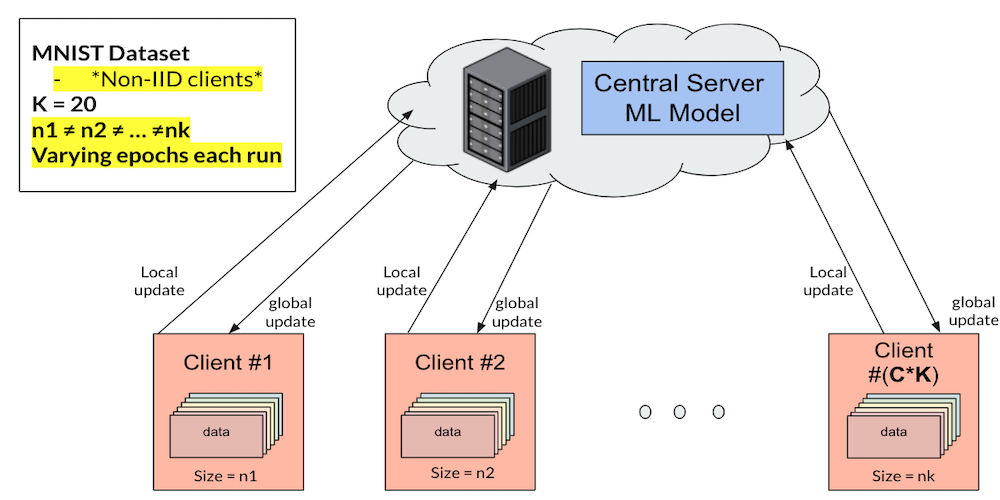 MNIST Dataset
- *Non-IID clients*
K = 20
n1 ≠ n2 ≠ … ≠nk
Varying epochs each run
Central Server
ML Model
Local
update
global
update
Local
update
global
update
Local
update
global
update
Client #1
data
Size = n1
Client #2
data
Size = n2
Client
#(C*K)
data
Size = nk